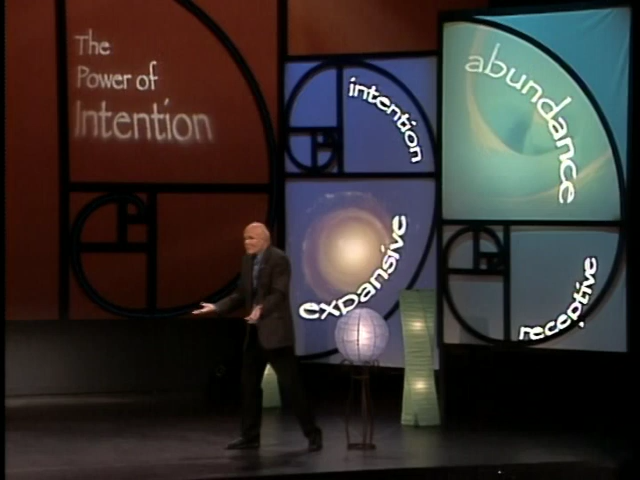 The
Power of
Intention
intention
abundance
expansive
receptive